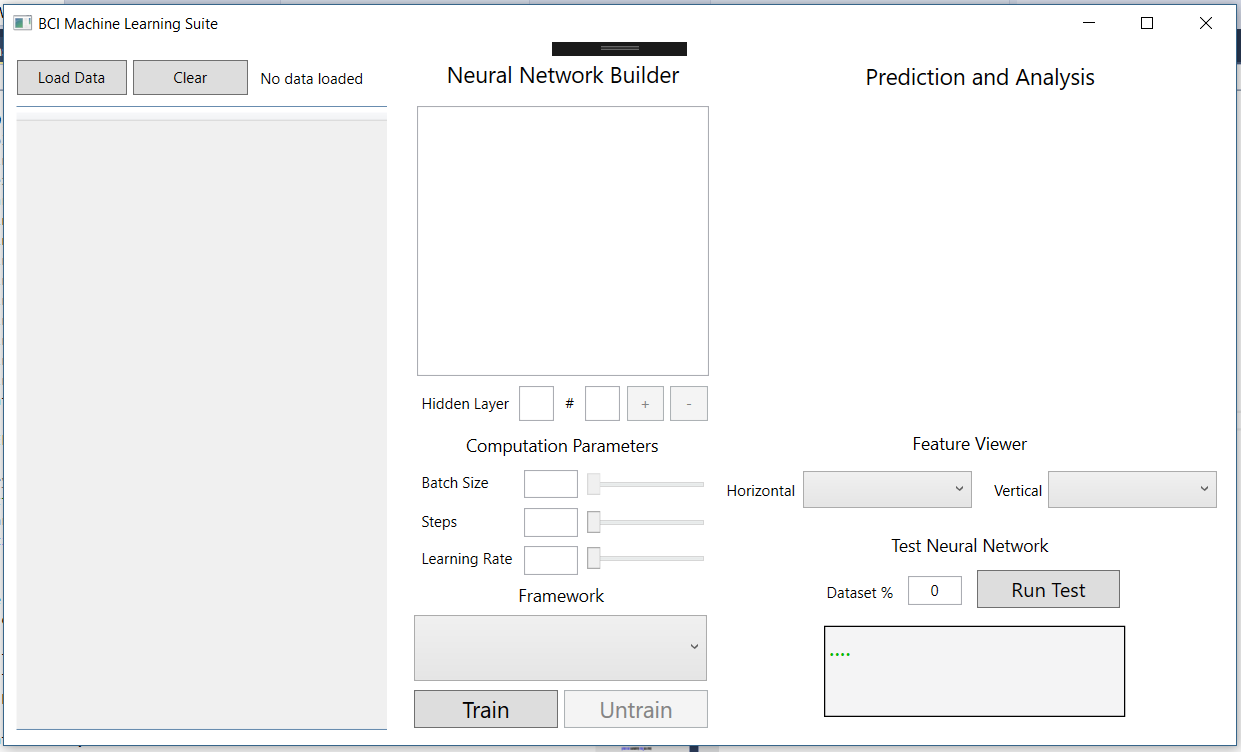 BCI Machine Learning Suite
Load Data
Clear
No data loaded
Neural Network Builder
Hidden Layer
#
+
-
Computation Parameters
Batch Size
Steps
Learning Rate
Framework
Train
Untrain
Prediction and Analysis
Feature Viewer
Horizontal
Vertical
Test Neural Network
Dataset %
0
Run Test
....